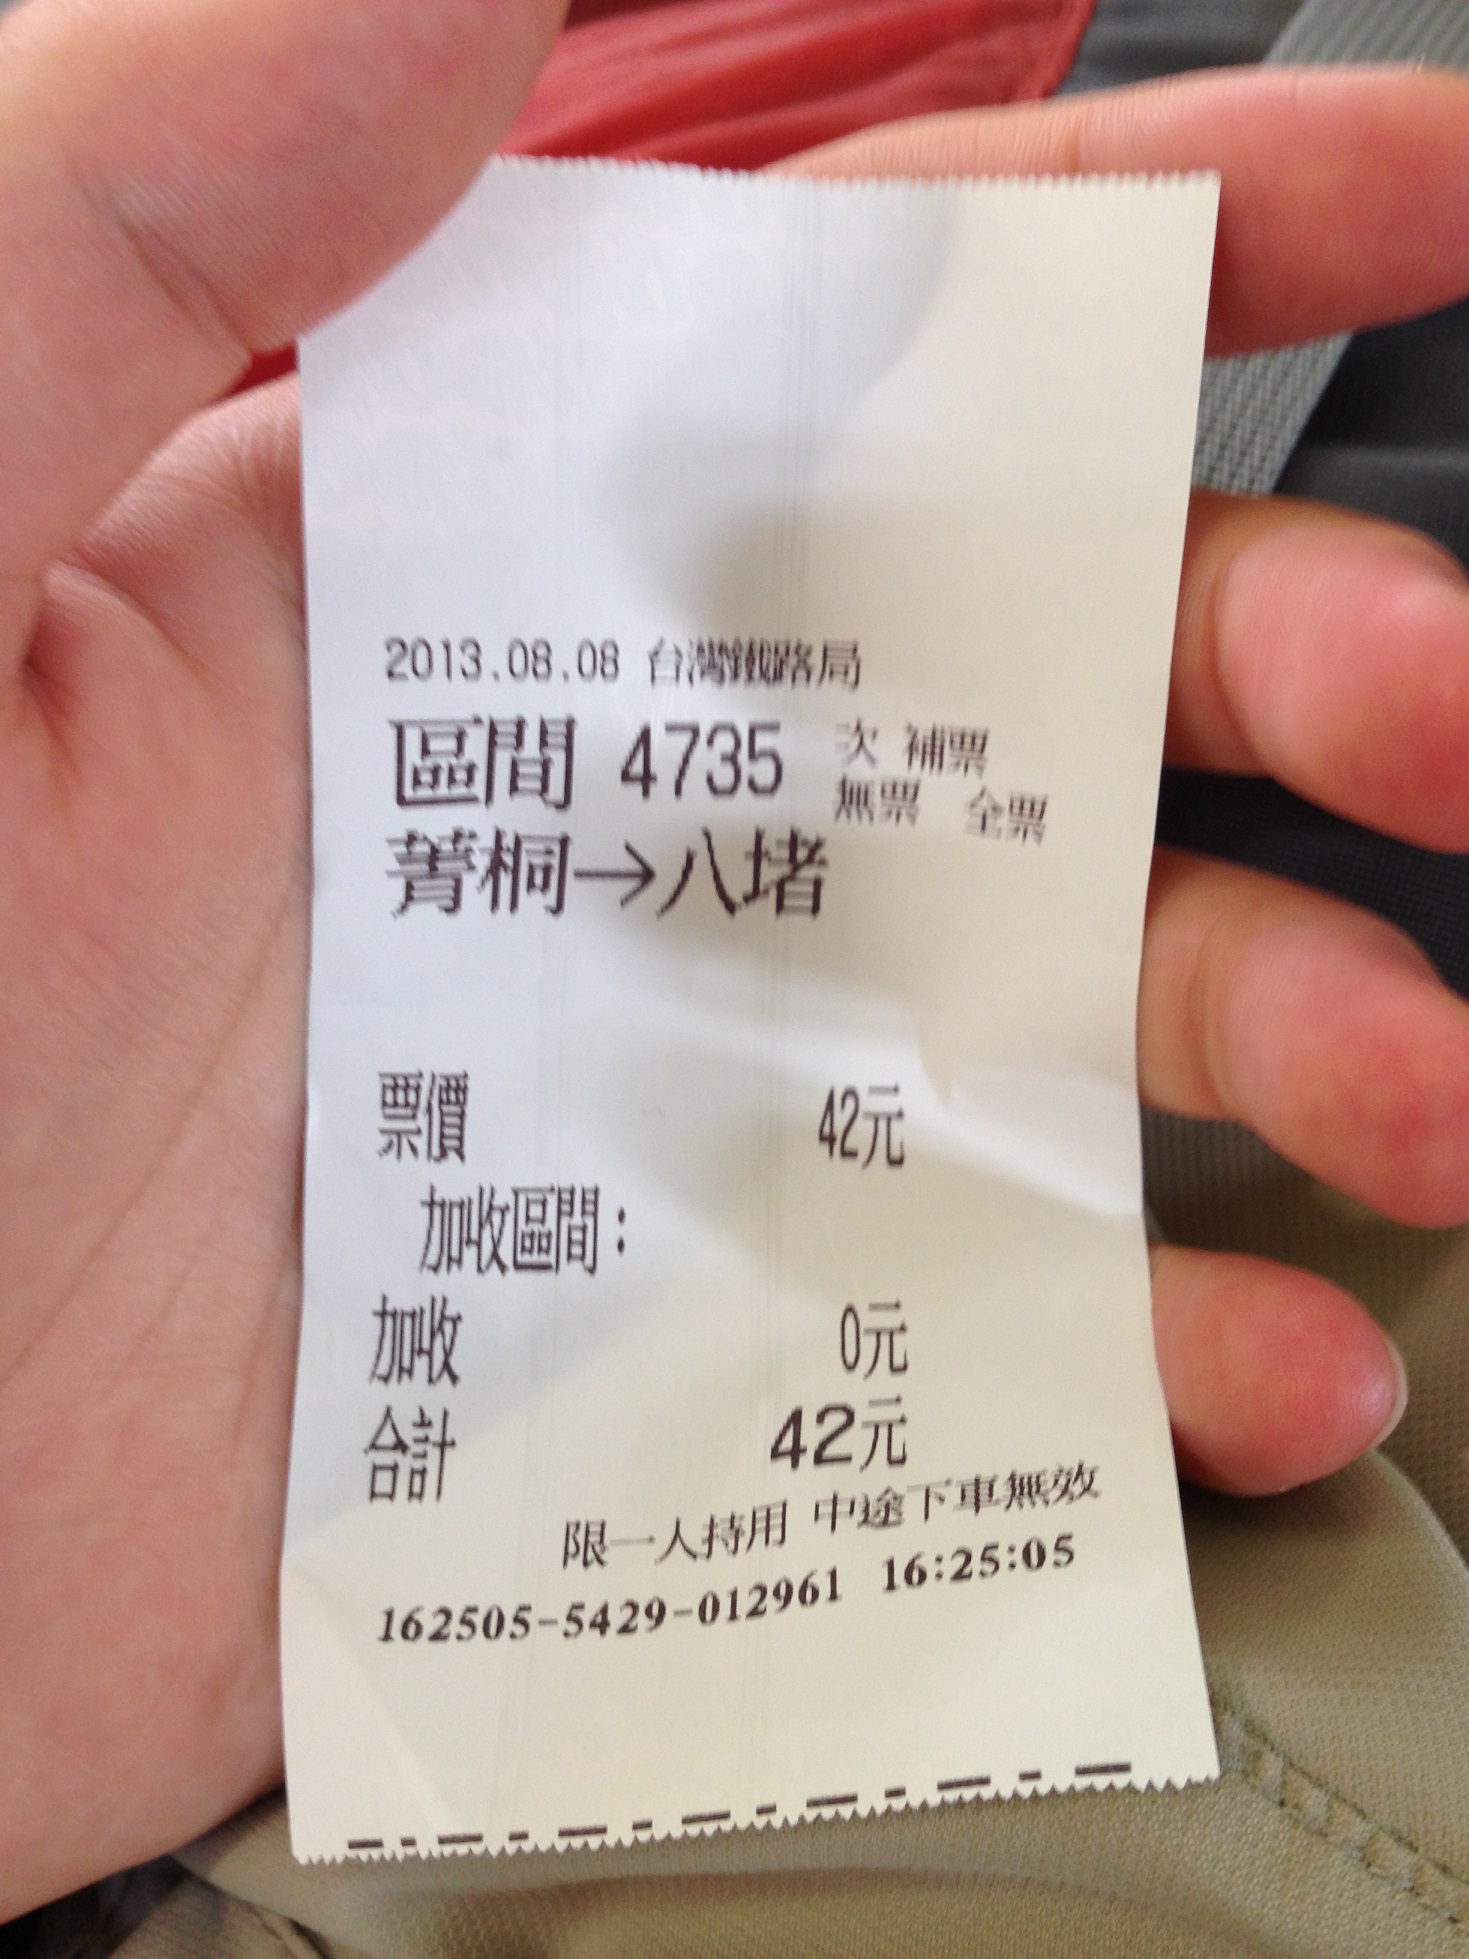 2013.08.08 台灣鐵路局
區間 4735 次 補票
無票 全票
菁桐→八堵
票價 42元
加收區間:
加收 0元
合計 42元
限一人持用 中途下車無效
162505-5429-012961 16:25:05